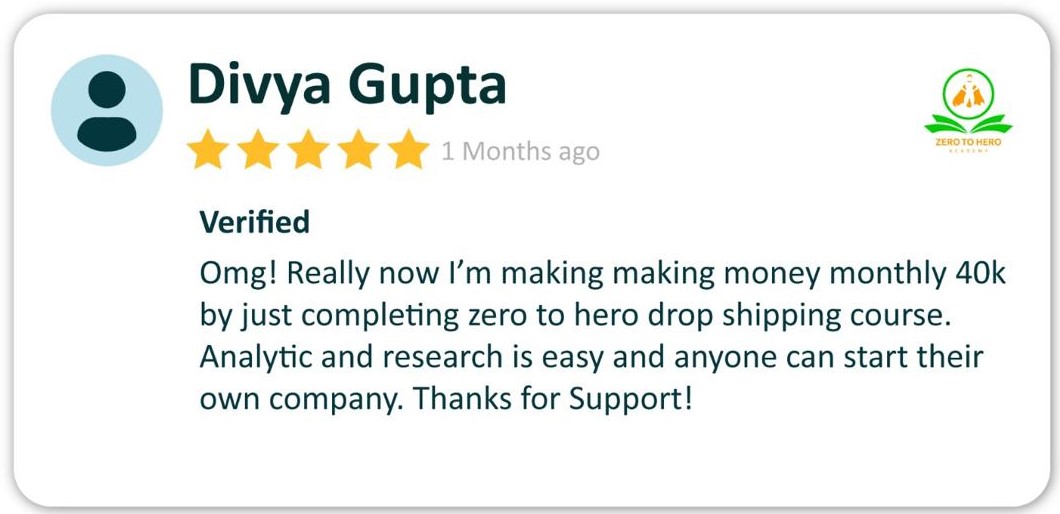 Divya Gupta
1 Months ago
ZERO TO HERO
ACADEMY
Verified
Omg! Really now I’m making making money monthly 40k
by just completing zero to hero drop shipping course.
Analytic and research is easy and anyone can start their
own company. Thanks for Support!